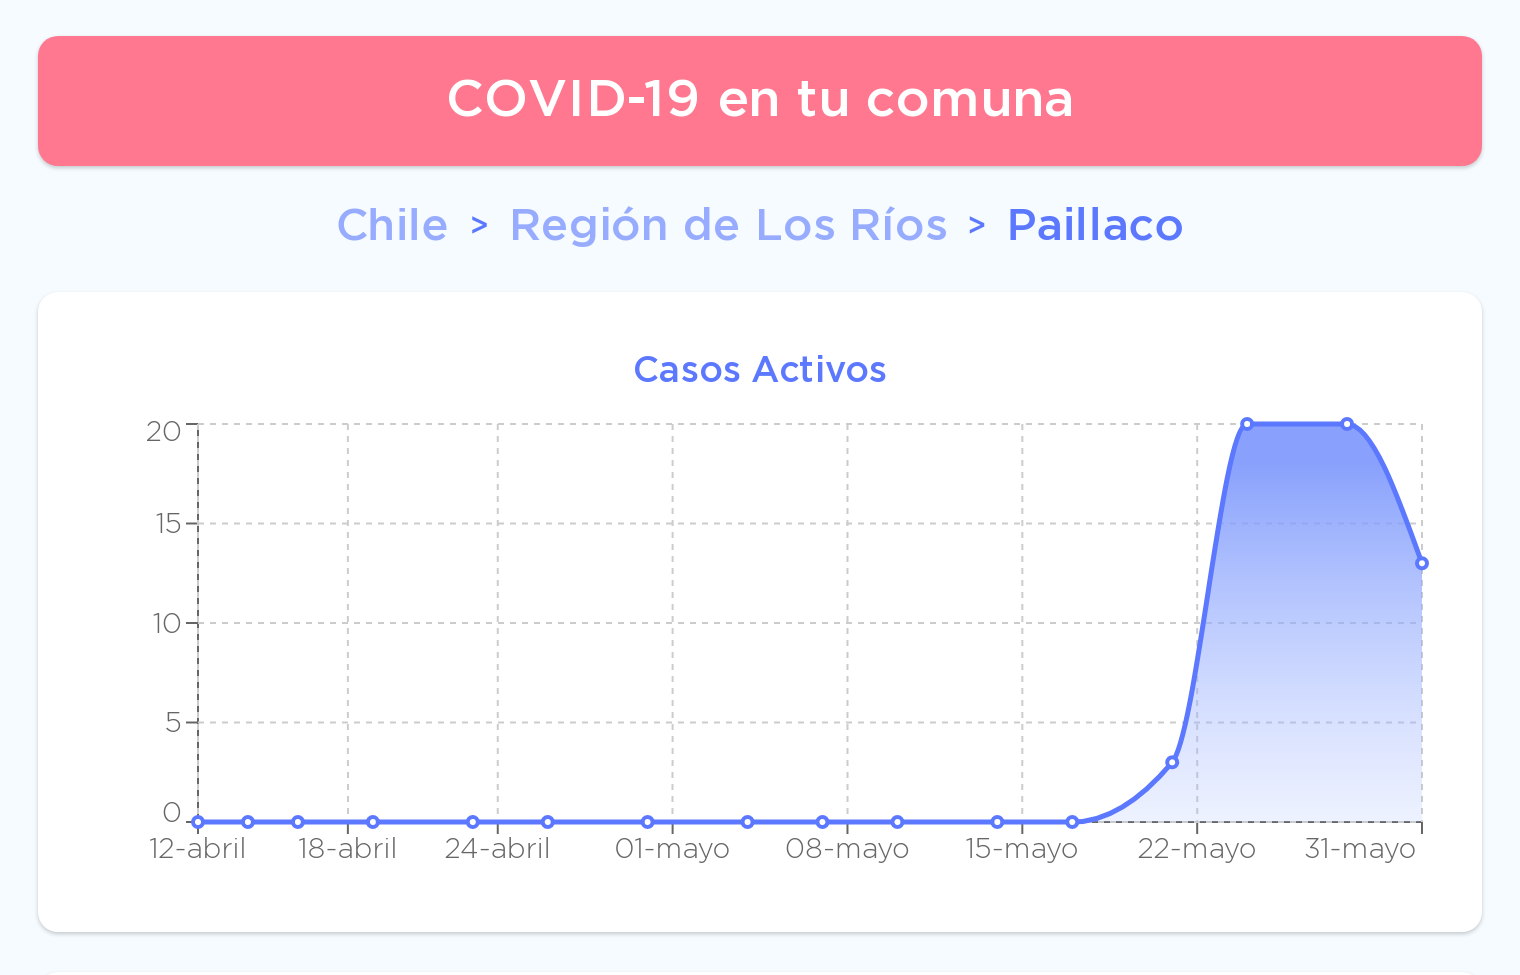 COVID-19 en tu comuna
Chile > Región de Los Ríos > Paillaco
Casos Activos
20
15
10
5
0
12-abril 18-abril 24-abril 01-mayo 08-mayo 15-mayo 22-mayo 31-mayo